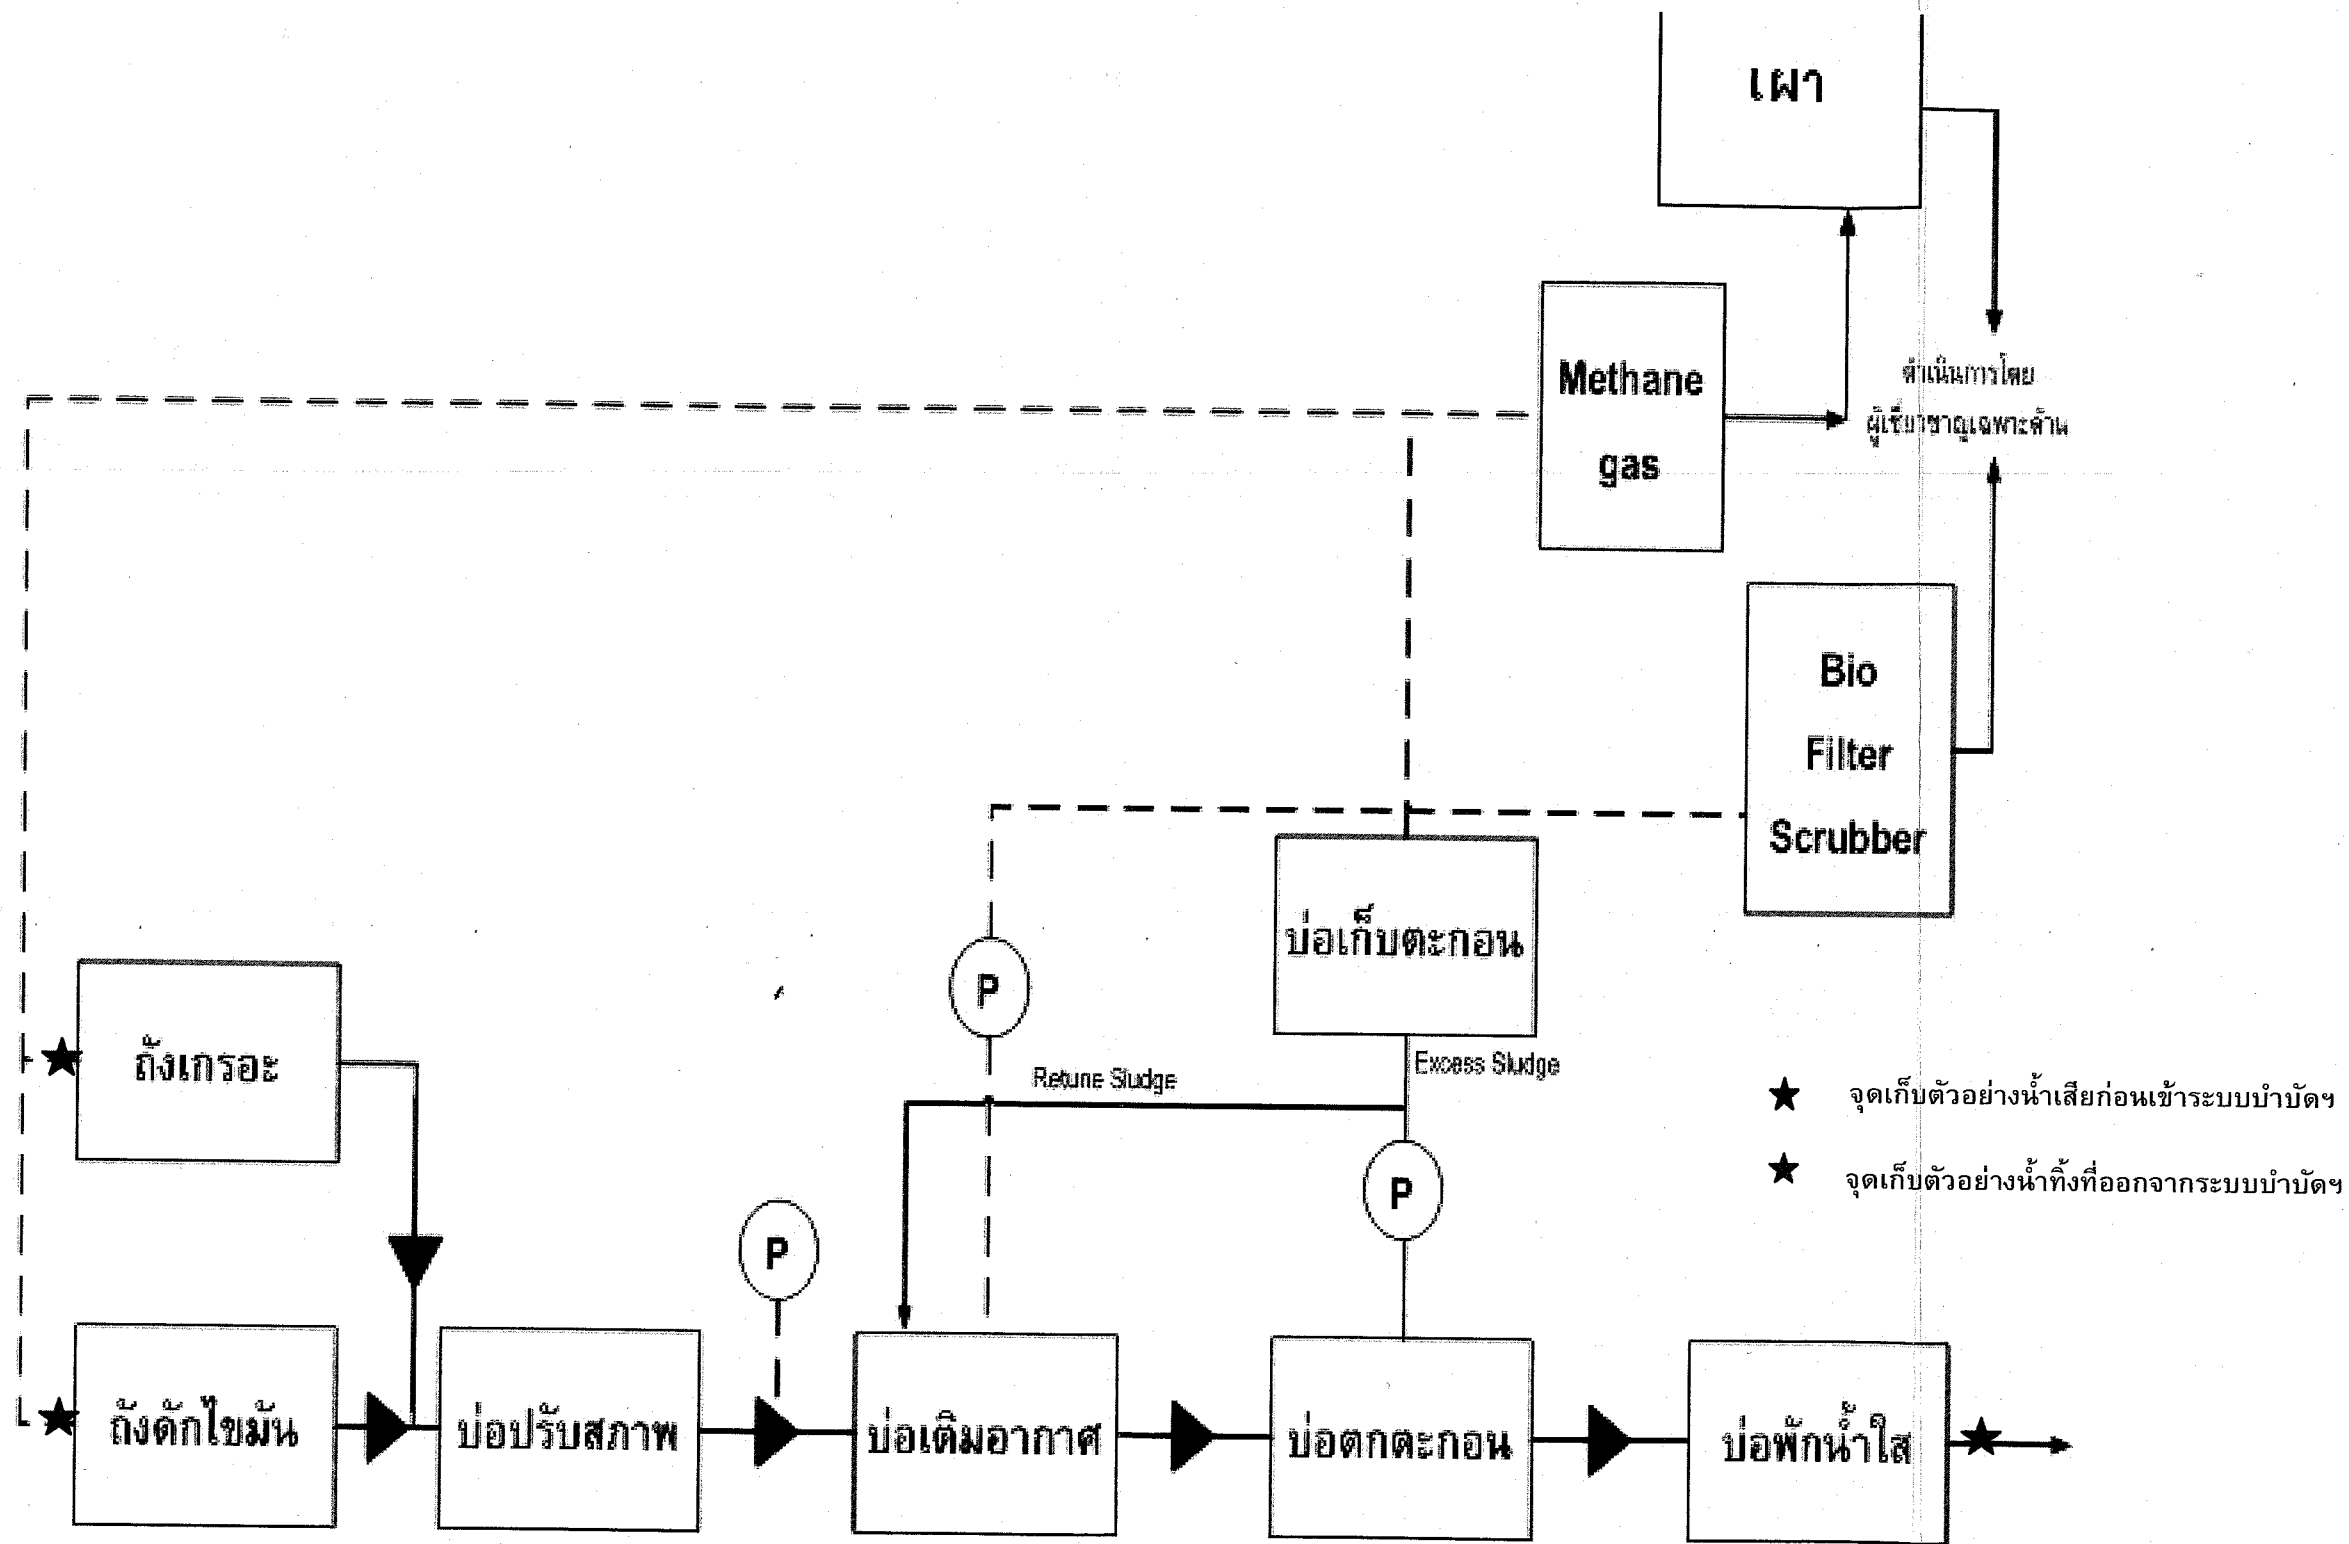 เผา
Methane
gas
ดำเนินการโดย
ผู้เชี่ยวชาญเฉพาะด้าน
Bio
Filter
Scrubber
บ่อเก็บตะกอน
P
ถังเกรอะ
Retune Sludge
Excess Sludge
★ จุดเก็บตัวอย่างน้ำเสียก่อนเข้าระบบบำบัดฯ
★ จุดเก็บตัวอย่างน้ำทิ้งที่ออกจากระบบบำบัดฯ
P
P
ถังดักไขมัน
บ่อปรับสภาพ
บ่อเติมอากาศ
บ่อตกตะกอน
บ่อพักน้ำใส